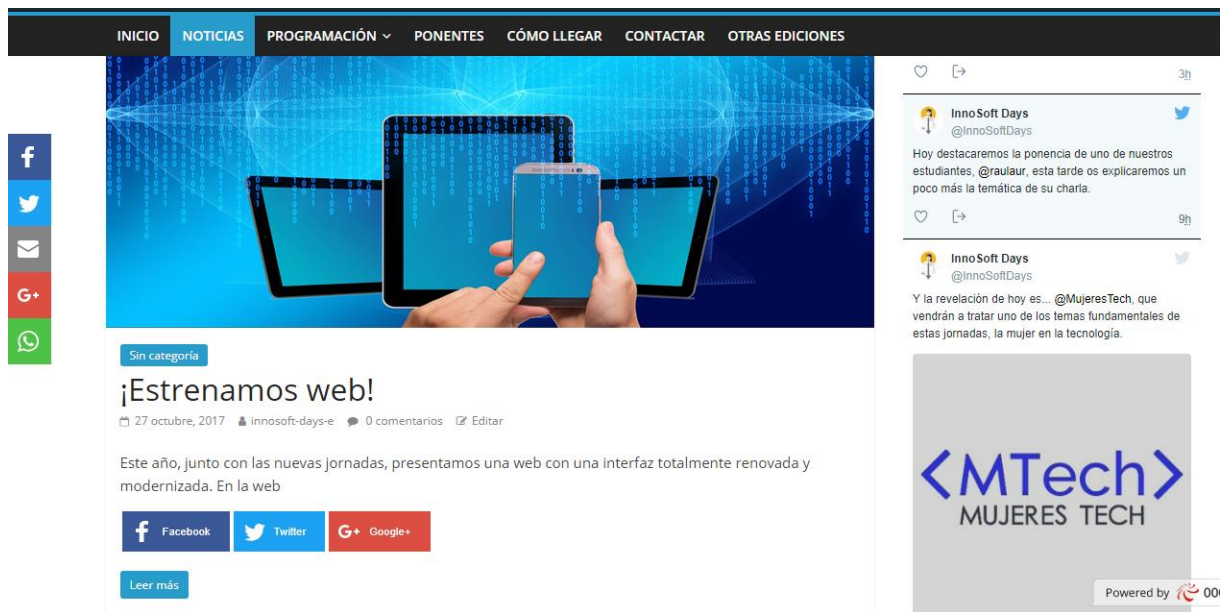 INICIO NOTICIAS PROGRAMACIÓN PONENTES CÓMO LLEGAR CONTACTAR OTRAS EDICIONES
Sin categoría
¡Estrenamos web!
27 octubre, 2017 innosoft-days-e 0 comentarios Editar
Este año, junto con las nuevas jornadas, presentamos una web con una interfaz totalmente renovada y
modernizada. En la web
Facebook Twitter G+ Google+
Leer más
3h
InnoSoft Days
@InnoSoftDays
Hoy destacaremos la ponencia de uno de nuestros
estudiantes, @raulaur, esta tarde os explicaremos un
poco más la temática de su charla.
9h
InnoSoft Days
@InnoSoftDays
Y la revelación de hoy es... @MujeresTech, que
vendrán a tratar uno de los temas fundamentales de
estas jornadas, la mujer en la tecnología.
<MTech>
MUJERES TECH
Powered by